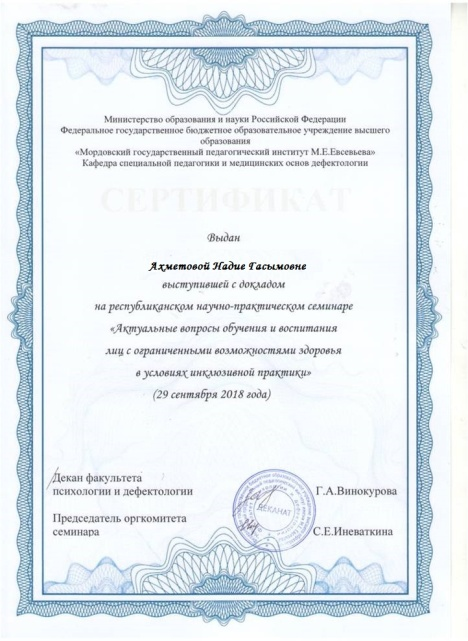 Министерство образования и науки Российской Федерации
Федеральное государственное бюджетное образовательное учреждение высшего
образования
«Мордовский государственный педагогический институт М.Е.Евсевьева»
Кафедра специальной педагогики и медицинских основ дефектологии
СЕРТИФИКАТ
Выдан
Ахметовой Надие Гасымовне
выступившей с докладом
на республиканском научно-практическом семинаре
«Актуальные вопросы обучения и воспитания
лиц с ограниченными возможностями здоровья
в условиях инклюзивной практики»
(29 сентября 2018 года)
Декан факультета
психологии и дефектологии
Г.А.Винокурова
ДЕКАНАТ
Председатель оргкомитета
семинара
С.Е.Иневаткина